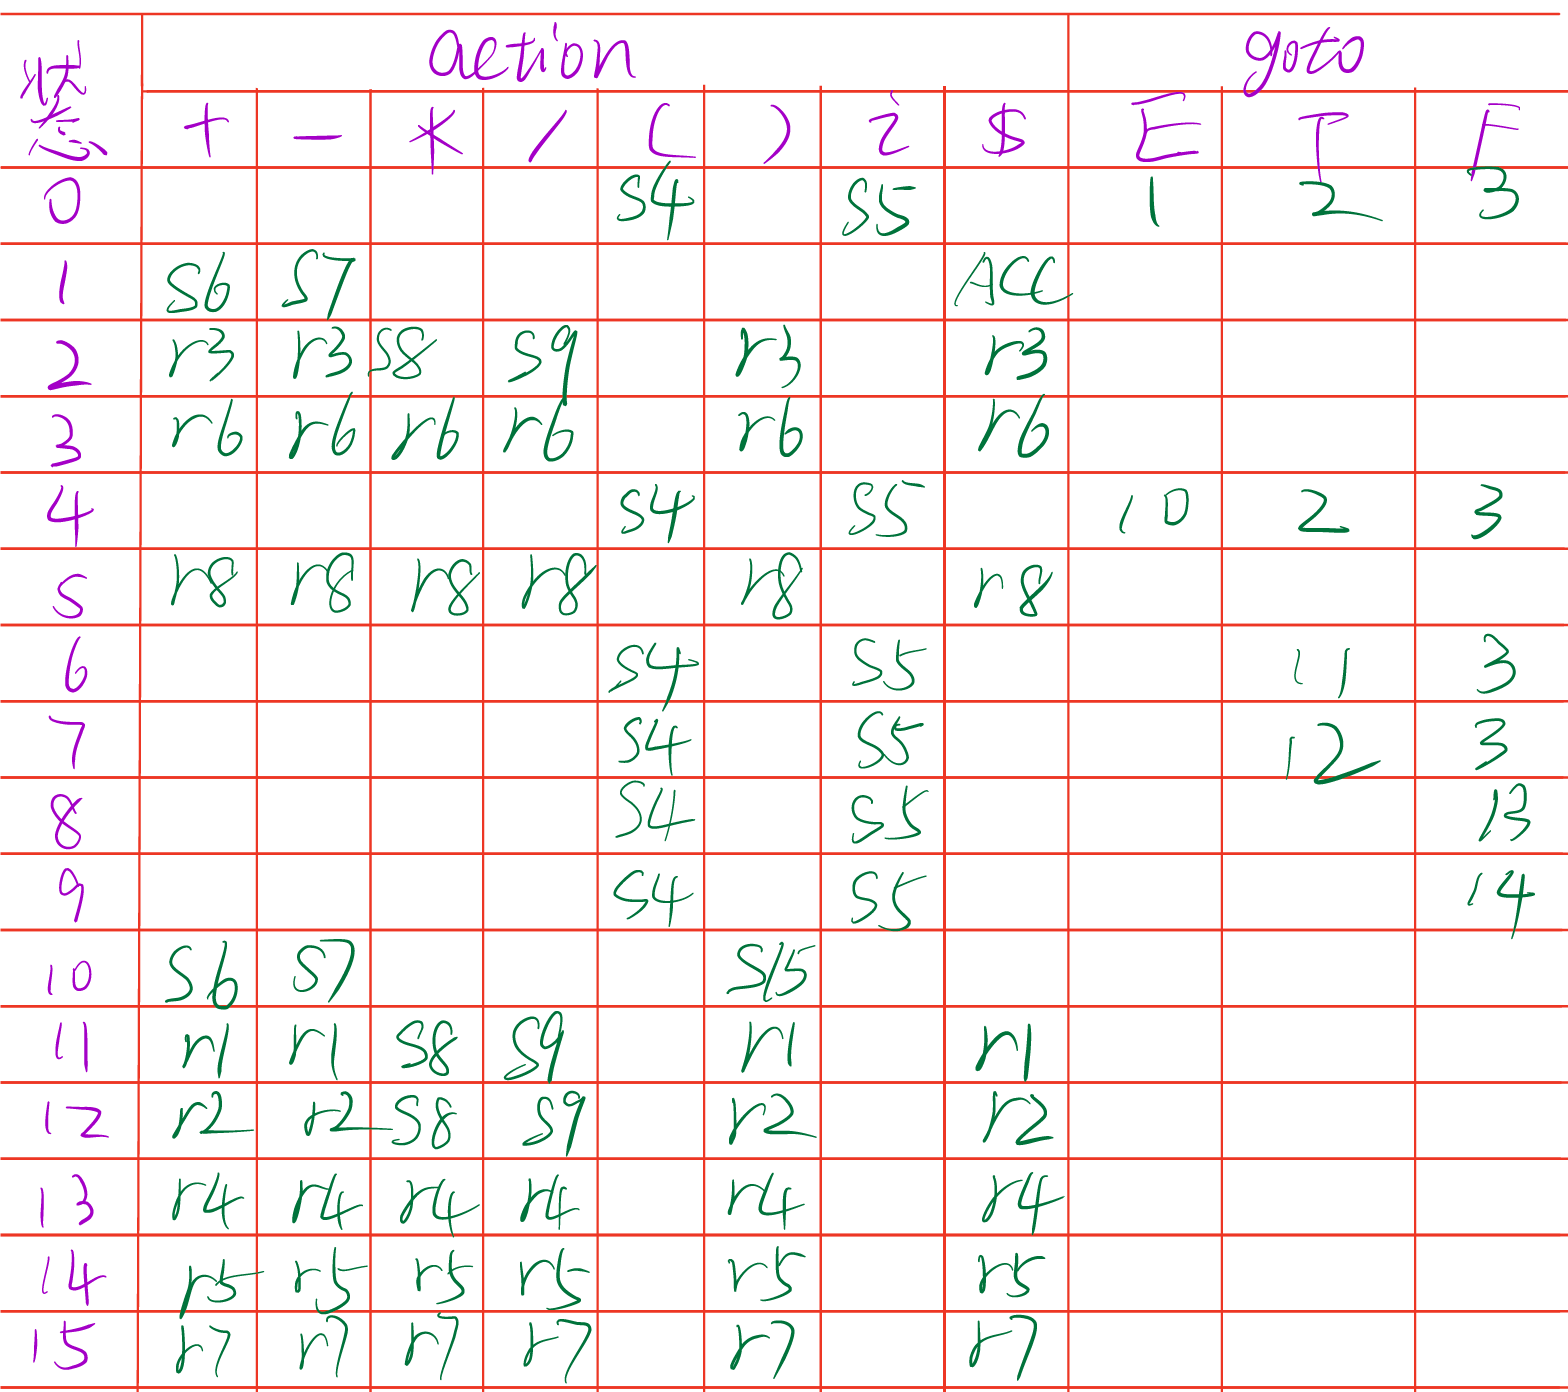 状态 action goto
+ - * / ( ) i $ E T F
0 S4 S5 1 2 3
1 S6 S7 ACC
2 r3 r3 S8 S9 r3 r3
3 r6 r6 r6 r6 r6 r6
4 S4 S5 10 2 3
5 r8 r8 r8 r8 r8 r8
6 S4 S5 11 3
7 S4 S5 12 3
8 S4 S5 13
9 S4 S5 14
10 S6 S7 S15
11 r1 r1 S8 S9 r1 r1
12 r2 r2 S8 S9 r2 r2
13 r4 r4 r4 r4 r4 r4
14 r5 r5 r5 r5 r5 r5
15 r7 r7 r7 r7 r7 r7